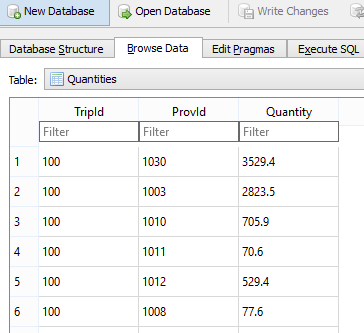 New Database Open Database Write Changes
Database Structure Browse Data Edit Pragmas Execute SQL
Table: Quantities
TripId ProvId Quantity
Filter Filter Filter
1 100 1030 3529.4
2 100 1003 2823.5
3 100 1010 705.9
4 100 1011 70.6
5 100 1012 529.4
6 100 1008 77.6